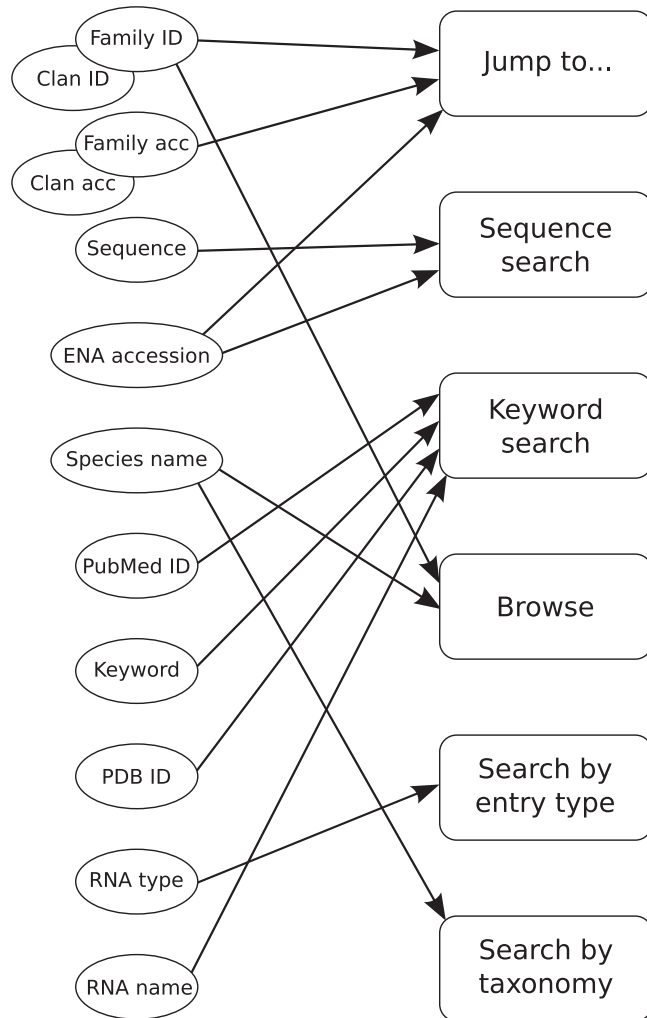 Family ID
Clan ID
Family acc
Clan acc
Sequence
ENA accession
Species name
PubMed ID
Keyword
PDB ID
RNA type
RNA name
Jump to...
Sequence
search
Keyword
search
Browse
Search by
entry type
Search by
taxonomy